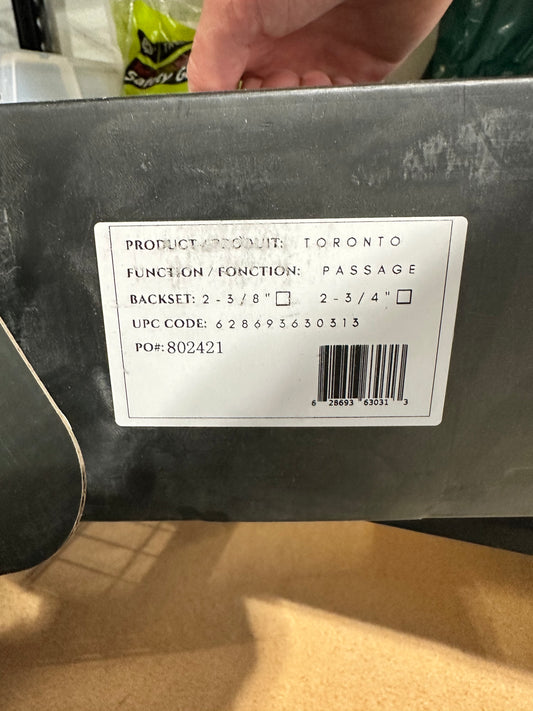 Safety G
PRODUCT / PRODUIT: TORONTO
FUNCTION / FONCTION: PASSAGE
BACKSET: 2-3/8" ☐ 2-3/4" ☐
UPC CODE: 628693630313
PO#: 802421
6 28693 63031 3